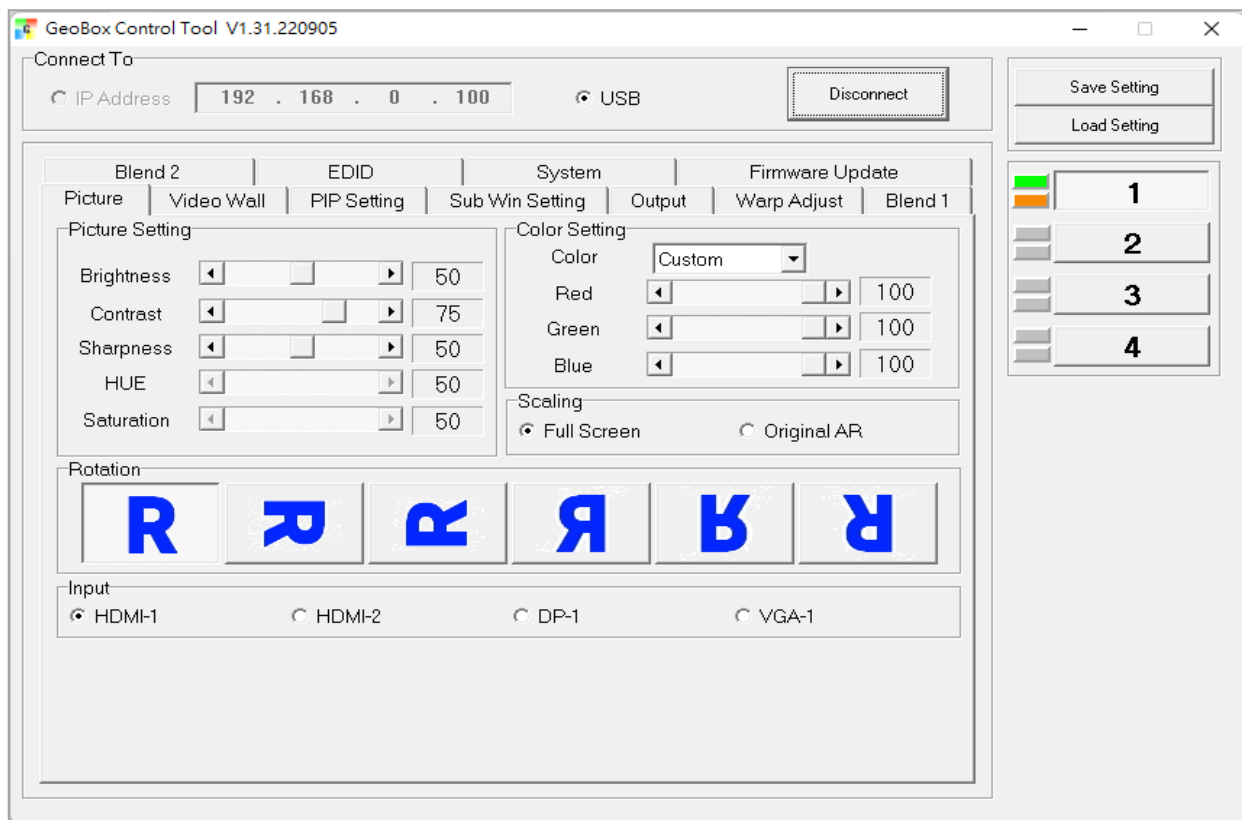 G GeoBox Control Tool V1.31.220905
Connect To
IP Address 192 . 168 . 0 . 100 USB Disconnect
Save Setting
Load Setting
Blend 2 EDID System Firmware Update
Picture Video Wall PIP Setting Sub Win Setting Output Warp Adjust Blend 1
1
2
3
4
Picture Setting
Brightness 50
Contrast 75
Sharpness 50
HUE 50
Saturation 50
Color Setting
Color Custom
Red 100
Green 100
Blue 100
Scaling
Full Screen Original AR
Rotation
R R R R R R
Input
HDMI-1 HDMI-2 DP-1 VGA-1